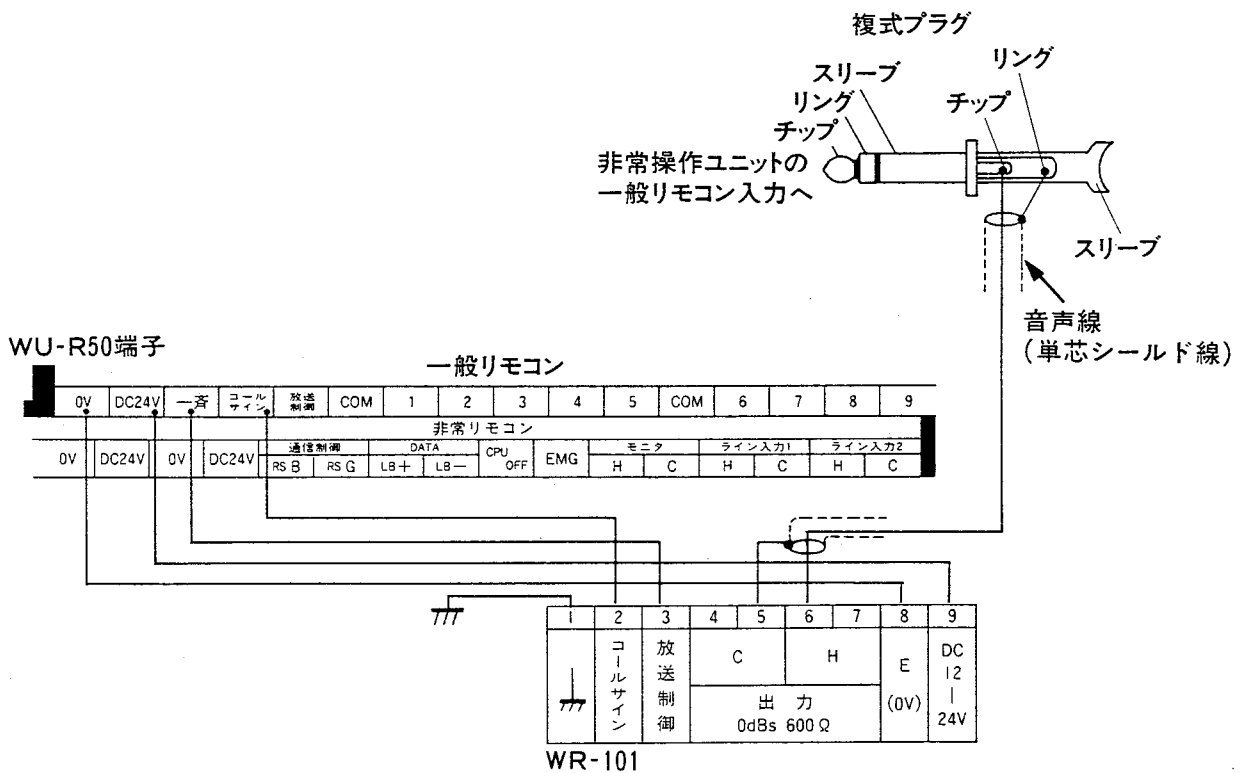 複式プラグ
リング
スリーブ
リング
チップ
チップ
非常操作ユニットの
一般リモコン入力へ
スリーブ
音声線
(単芯シールド線)
WU-R50端子
一般リモコン
0V DC24V 一斉 コールサイン 放送制御 COM 1 2 3 4 5 COM 6 7 8 9
非常リモコン
0V DC24V 0V DC24V 通信制御 DATA CPU OFF EMG モニタ ライン入力1 ライン入力2
RS B RS G LB+ LB− H C H C H C
1 2 3 4 5 6 7 8 9
コールサイン
放送制御
C H
出力
0dBs 600Ω
E
(0V)
DC
12
|
24V
WR-101